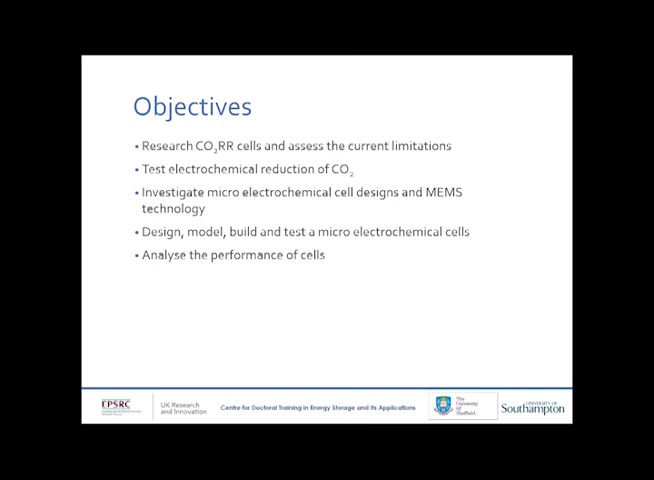 Objectives
• Research CO₂RR cells and assess the current limitations
• Test electrochemical reduction of CO₂
• Investigate micro electrochemical cell designs and MEMS
technology
• Design, model, build and test a micro electrochemical cells
• Analyse the performance of cells
EPSRC
UK Research
and Innovation
Centre for Doctoral Training in Energy Storage and Its Applications
The
University
Of
Sheffield.
UNIVERSITY OF
Southampton